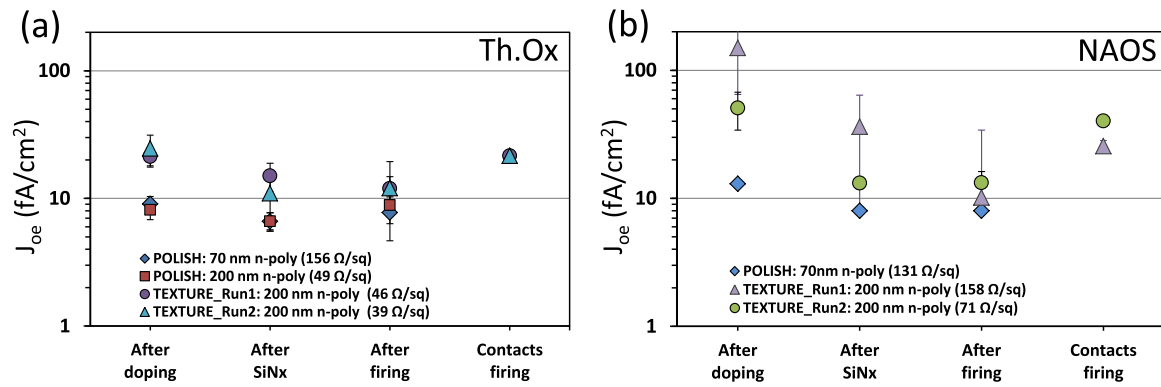 (a)
Th.Ox
100
10
1
J_oe (fA/cm²)
POLISH: 70 nm n-poly (156 Ω/sq)
POLISH: 200 nm n-poly (49 Ω/sq)
TEXTURE_Run1: 200 nm n-poly (46 Ω/sq)
TEXTURE_Run2: 200 nm n-poly (39 Ω/sq)
After
doping
After
SiNx
After
firing
Contacts
firing
(b)
NAOS
100
10
1
J_oe (fA/cm²)
POLISH: 70nm n-poly (131 Ω/sq)
TEXTURE_Run1: 200 nm n-poly (158 Ω/sq)
TEXTURE_Run2: 200 nm n-poly (71 Ω/sq)
After
doping
After
SiNx
After
firing
Contacts
firing